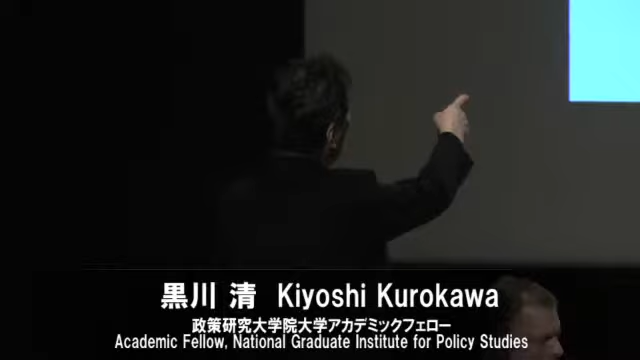 黒川 清 Kiyoshi Kurokawa
政策研究大学院大学アカデミックフェロー
Academic Fellow, National Graduate Institute for Policy Studies